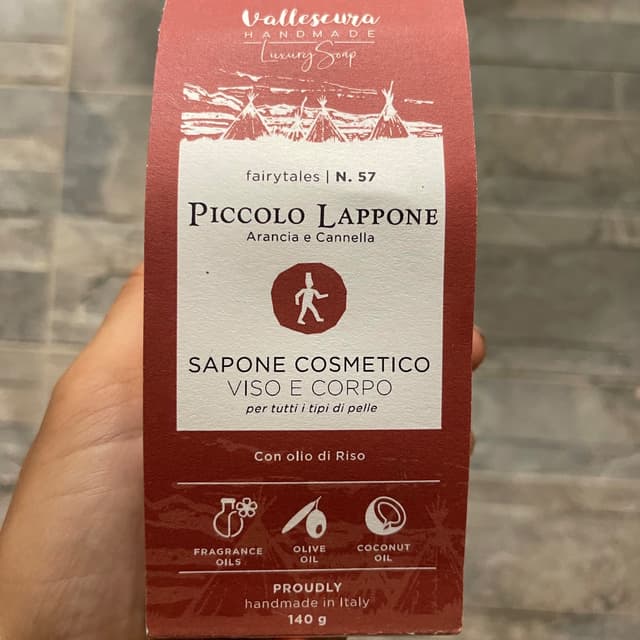 Vallescura
HANDMADE
Luxury Soap
fairytales | N. 57
PICCOLO LAPPONE
Arancia e Cannella
SAPONE COSMETICO
VISO E CORPO
per tutti i tipi di pelle
Con olio di Riso
FRAGRANCE OILS
OLIVE OIL
COCONUT OIL
PROUDLY
handmade in Italy
140 g